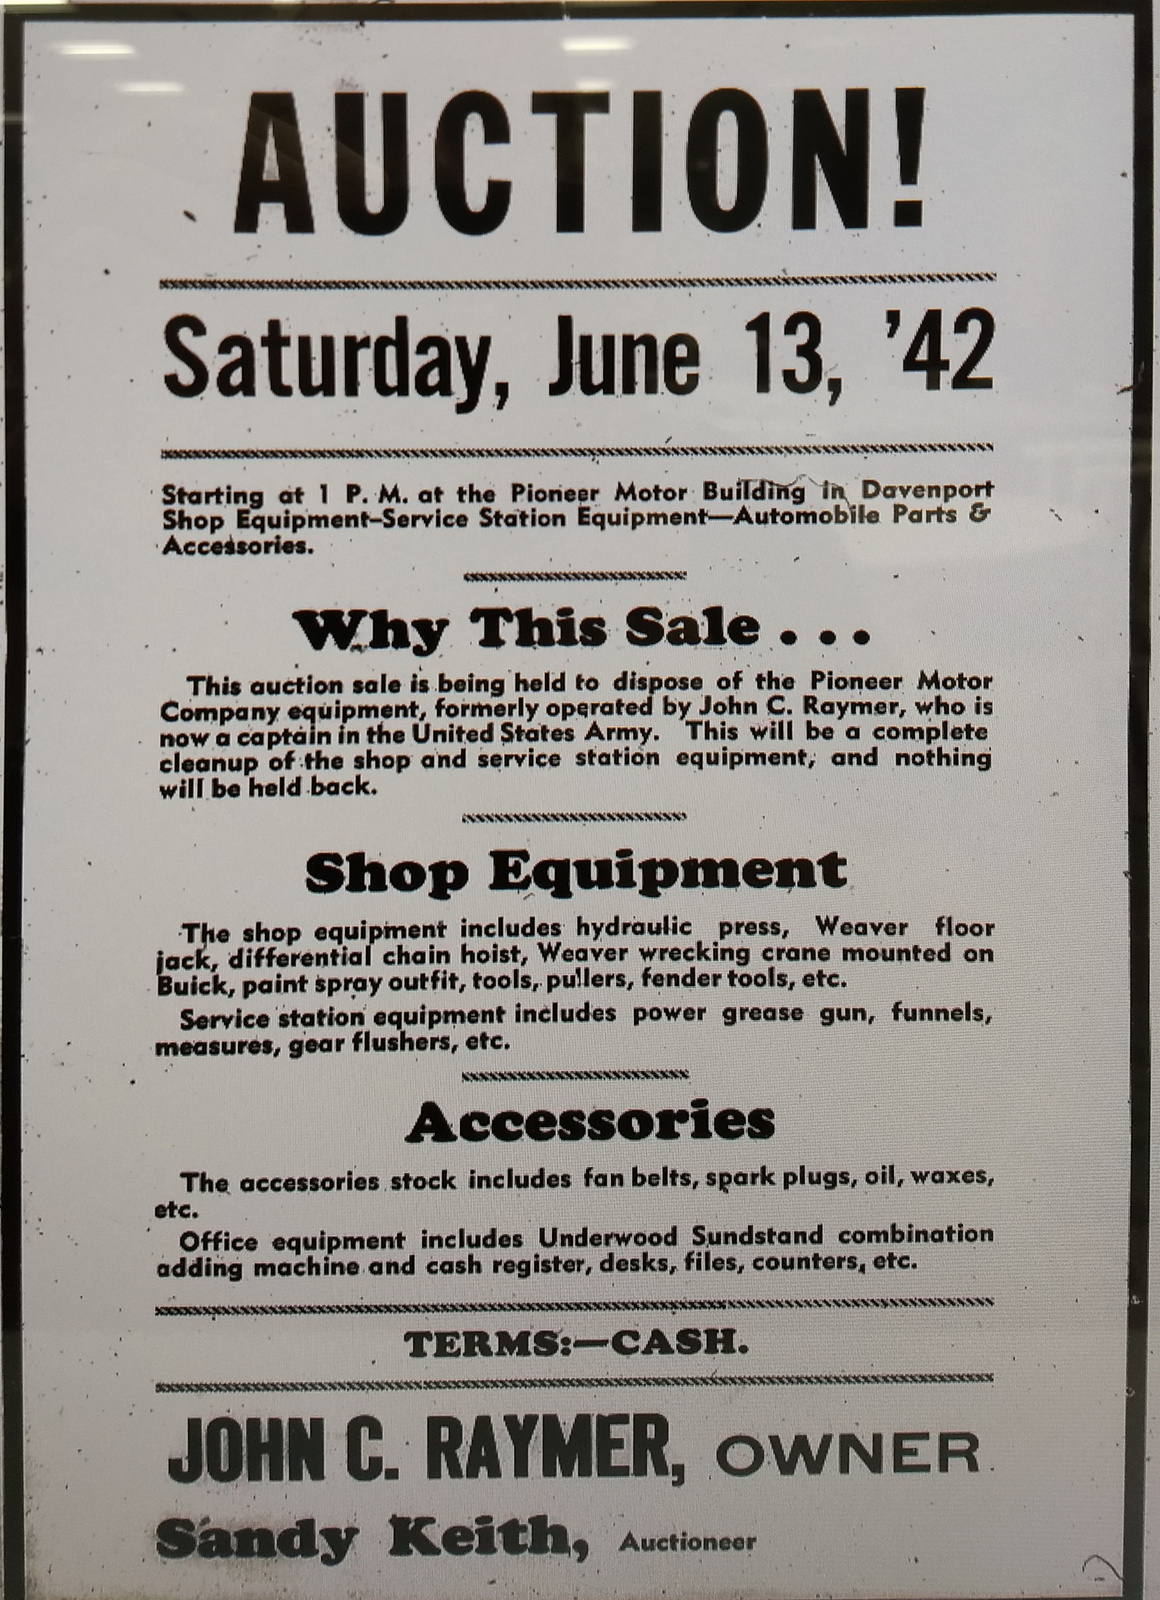 AUCTION!
Saturday, June 13, '42
Starting at 1 P. M. at the Pioneer Motor Building in Davenport
Shop Equipment–Service Station Equipment—Automobile Parts &
Accessories.
Why This Sale . . .
This auction sale is being held to dispose of the Pioneer Motor
Company equipment, formerly operated by John C. Raymer, who is
now a captain in the United States Army. This will be a complete
cleanup of the shop and service station equipment, and nothing
will be held back.
Shop Equipment
The shop equipment includes hydraulic press, Weaver floor
jack, differential chain hoist, Weaver wrecking crane mounted on
Buick, paint spray outfit, tools, pullers, fender tools, etc.
Service station equipment includes power grease gun, funnels,
measures, gear flushers, etc.
Accessories
The accessories stock includes fan belts, spark plugs, oil, waxes,
etc.
Office equipment includes Underwood Sundstand combination
adding machine and cash register, desks, files, counters, etc.
TERMS:—CASH.
JOHN C. RAYMER, OWNER
Sandy Keith, Auctioneer